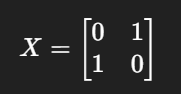 X = [0 1
1 0]